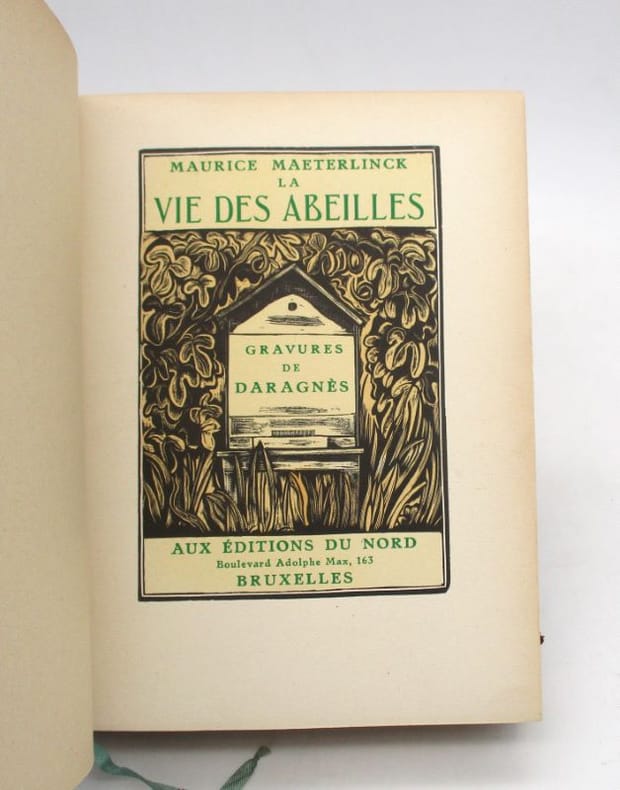 MAURICE MAETERLINCK
LA
VIE DES ABEILLES
GRAVURES
DE
DARAGNÈS
AUX ÉDITIONS DU NORD
Boulevard Adolphe Max, 163
BRUXELLES